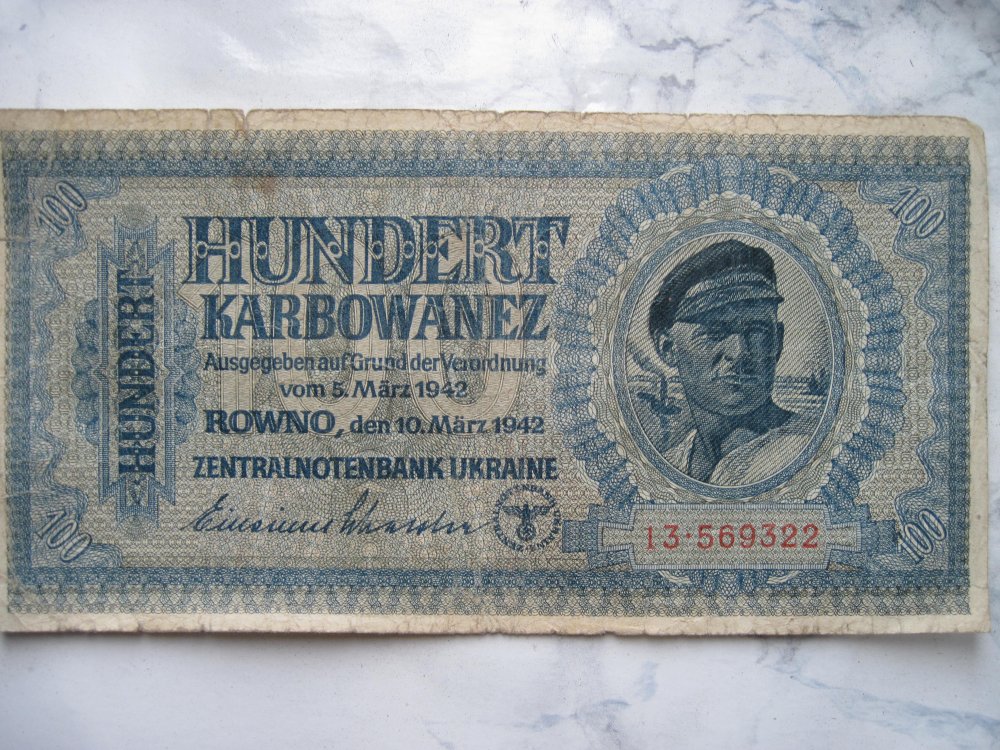 100
100
HUNDERT
HUNDERT
KARBOWANEZ
Ausgegeben auf Grund der Verordnung
vom 5. März 1942
ROWNO, den 10. März 1942
ZENTRALNOTENBANK UKRAINE
13·569322
100
100